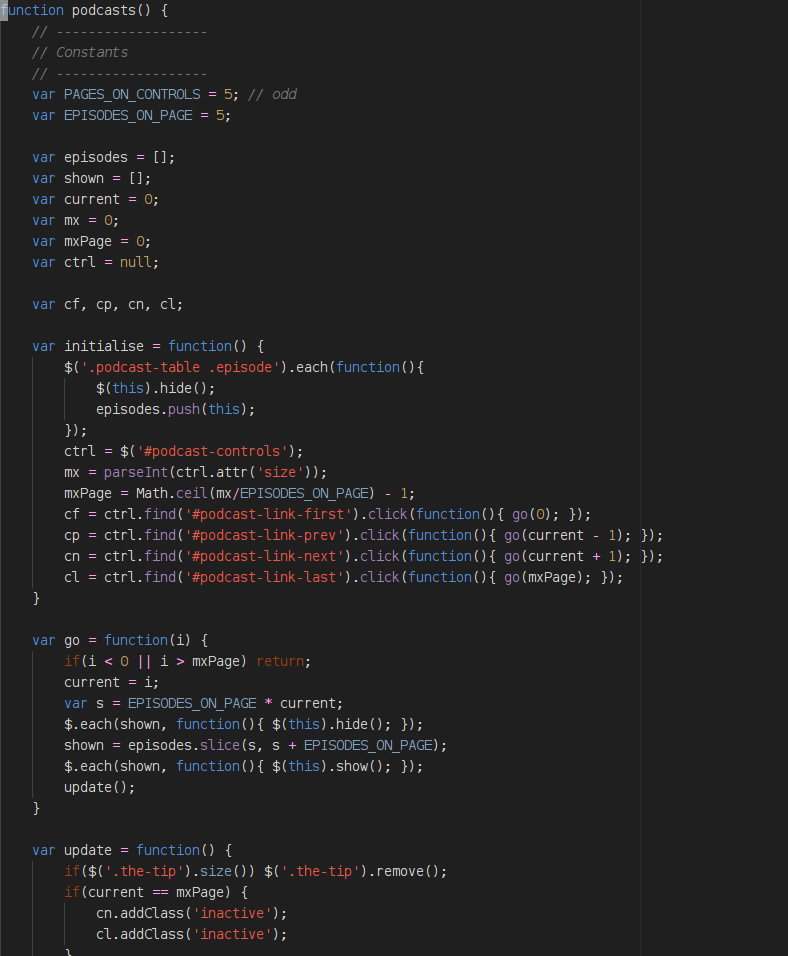 function podcasts() {
    // -------------------
    // Constants
    // -------------------
    var PAGES_ON_CONTROLS = 5; // odd
    var EPISODES_ON_PAGE = 5;

    var episodes = [];
    var shown = [];
    var current = 0;
    var mx = 0;
    var mxPage = 0;
    var ctrl = null;

    var cf, cp, cn, cl;

    var initialise = function() {
        $('.podcast-table .episode').each(function(){
            $(this).hide();
            episodes.push(this);
        });
        ctrl = $('#podcast-controls');
        mx = parseInt(ctrl.attr('size'));
        mxPage = Math.ceil(mx/EPISODES_ON_PAGE) - 1;
        cf = ctrl.find('#podcast-link-first').click(function(){ go(0); });
        cp = ctrl.find('#podcast-link-prev').click(function(){ go(current - 1); });
        cn = ctrl.find('#podcast-link-next').click(function(){ go(current + 1); });
        cl = ctrl.find('#podcast-link-last').click(function(){ go(mxPage); });
    }

    var go = function(i) {
        if(i < 0 || i > mxPage) return;
        current = i;
        var s = EPISODES_ON_PAGE * current;
        $.each(shown, function(){ $(this).hide(); });
        shown = episodes.slice(s, s + EPISODES_ON_PAGE);
        $.each(shown, function(){ $(this).show(); });
        update();
    }

    var update = function() {
        if($('.the-tip').size()) $('.the-tip').remove();
        if(current == mxPage) {
            cn.addClass('inactive');
            cl.addClass('inactive');
        }